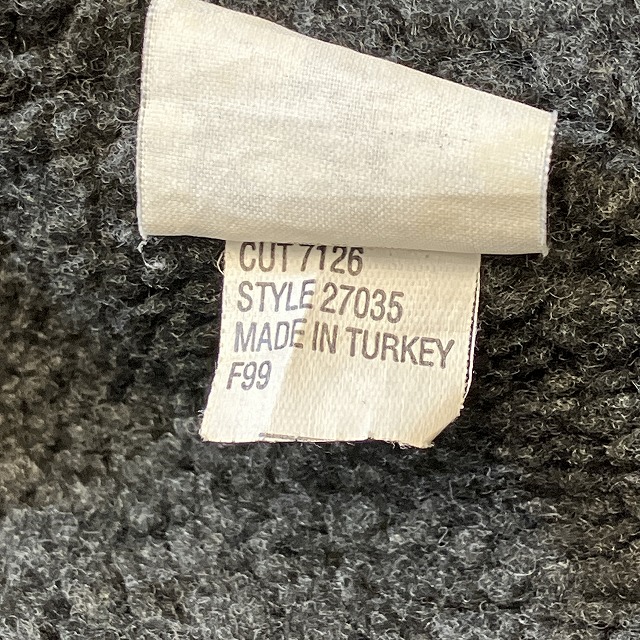 CUT 7126
STYLE 27035
MADE IN TURKEY
F99